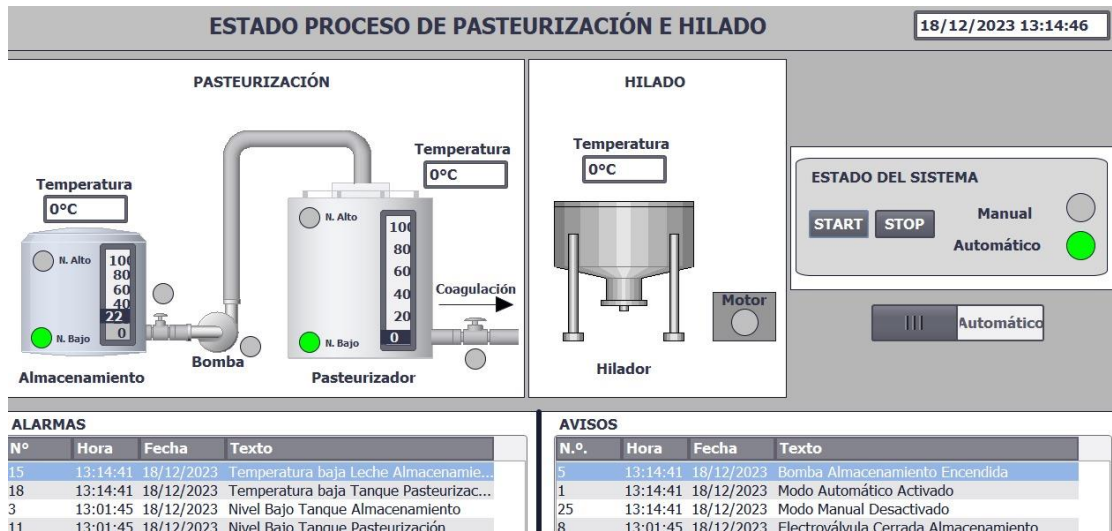 ESTADO PROCESO DE PASTEURIZACIÓN E HILADO
18/12/2023 13:14:46
PASTEURIZACIÓN
Temperatura
0°C
N. Alto
100
80
60
40
22
0
N. Bajo
Almacenamiento
Bomba
Temperatura
0°C
N. Alto
100
80
60
40
20
0
N. Bajo
Pasteurizador
Coagulación
HILADO
Temperatura
0°C
Motor
Hilador
ESTADO DEL SISTEMA
START STOP
Manual
Automático
Automático
ALARMAS
Nº Hora Fecha Texto
15 13:14:41 18/12/2023 Temperatura baja Leche Almacenamie...
18 13:14:41 18/12/2023 Temperatura baja Tanque Pasteurizac...
3 13:01:45 18/12/2023 Nivel Bajo Tanque Almacenamiento
11 13:01:45 18/12/2023 Nivel Bajo Tanque Pasteurización
AVISOS
N.º. Hora Fecha Texto
5 13:14:41 18/12/2023 Bomba Almacenamiento Encendida
1 13:14:41 18/12/2023 Modo Automático Activado
25 13:14:41 18/12/2023 Modo Manual Desactivado
8 13:01:45 18/12/2023 Electroválvula Cerrada Almacenamiento